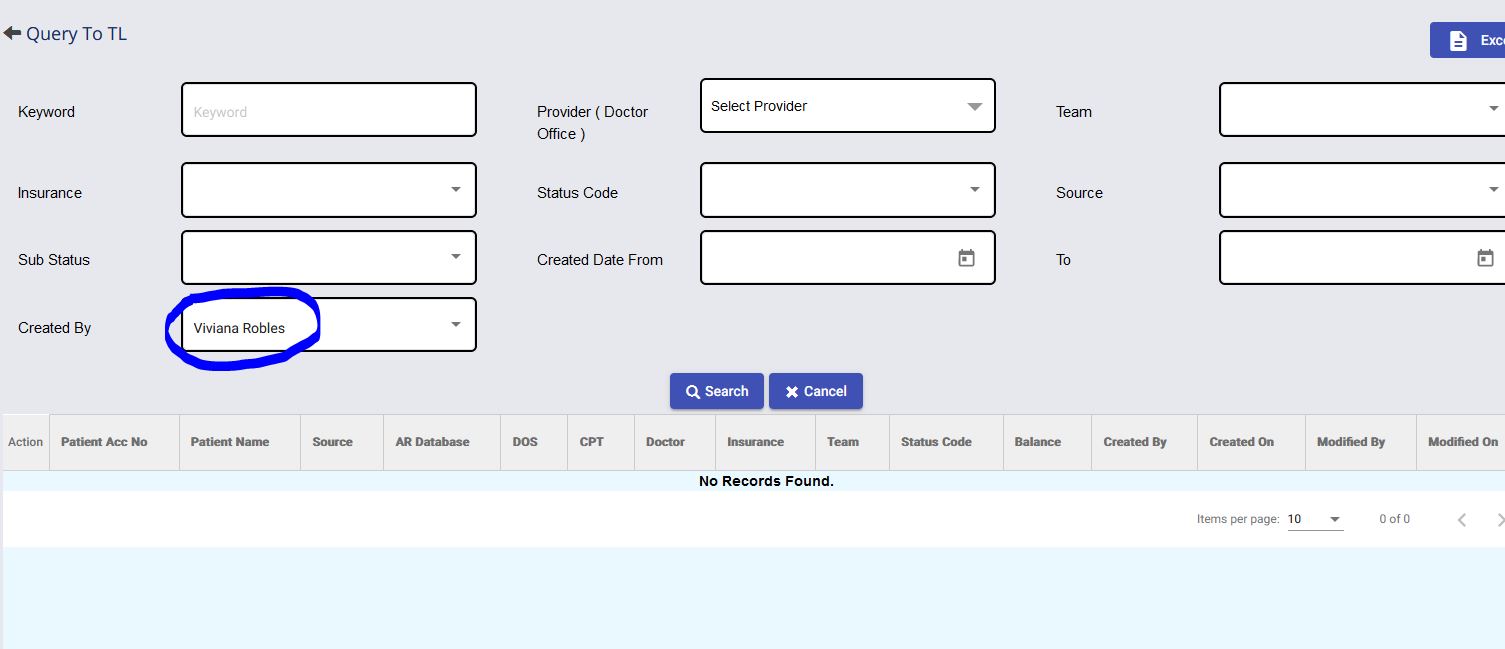 Query To TL
Keyword
Keyword
Provider ( Doctor
Office )
Select Provider
Team
Insurance
Status Code
Source
Sub Status
Created Date From
To
Created By
Viviana Robles
Search
Cancel
Action Patient Acc No Patient Name Source AR Database DOS CPT Doctor Insurance Team Status Code Balance Created By Created On Modified By Modified On
No Records Found.
Items per page: 10 0 of 0